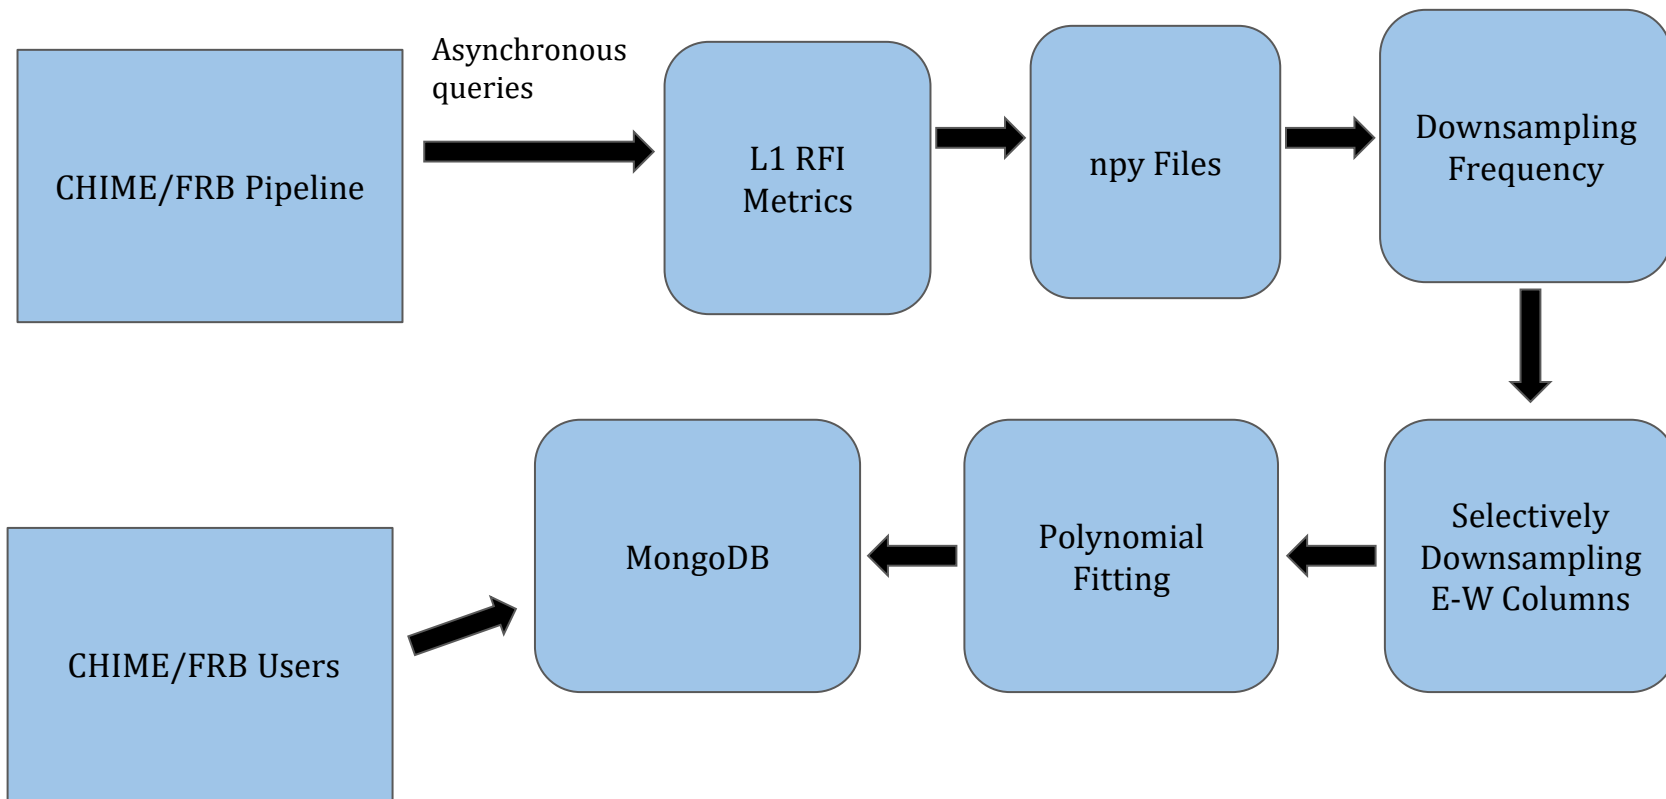 Asynchronous
queries
CHIME/FRB Pipeline
L1 RFI
Metrics
npy Files
Downsampling
Frequency
Selectively
Downsampling
E-W Columns
Polynomial
Fitting
MongoDB
CHIME/FRB Users